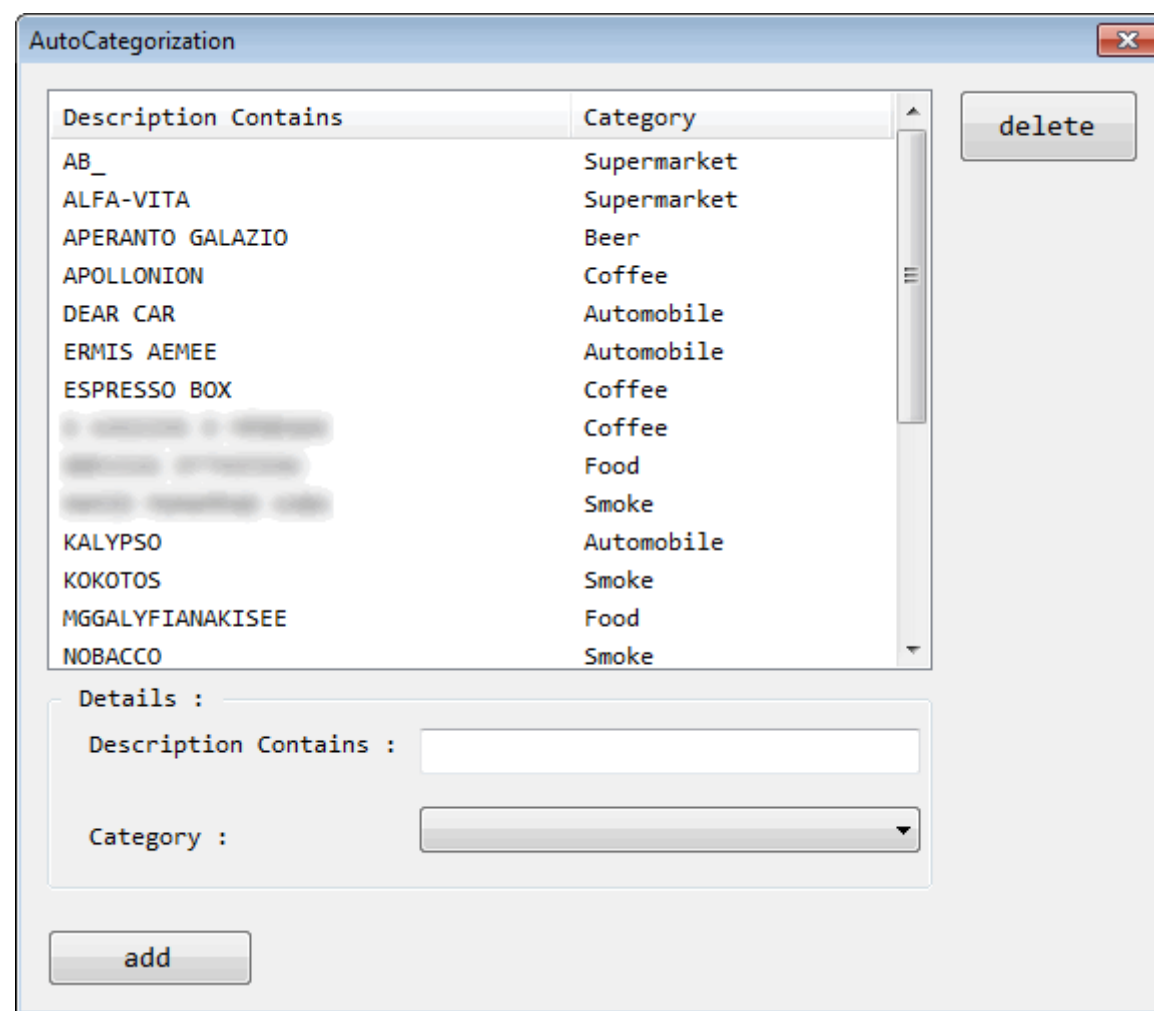 AutoCategorization
Description Contains Category
delete
AB_ Supermarket
ALFA-VITA Supermarket
APERANTO GALAZIO Beer
APOLLONION Coffee
DEAR CAR Automobile
ERMIS AEMEE Automobile
ESPRESSO BOX Coffee
Coffee
Food
Smoke
KALYPSO Automobile
KOKOTOS Smoke
MGGALYFIANAKISEE Food
NOBACCO Smoke
Details :
Description Contains :
Category :
add